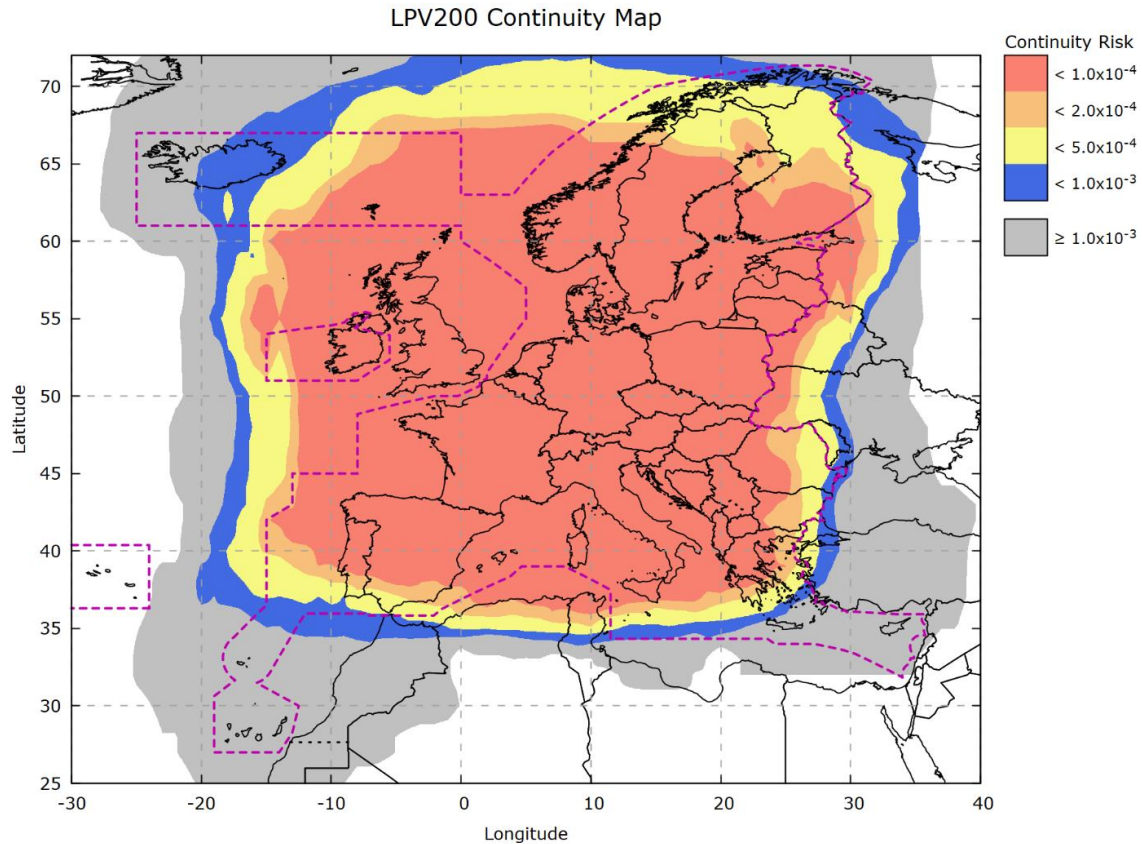 LPV200 Continuity Map
Continuity Risk
< 1.0x10⁻⁴
< 2.0x10⁻⁴
< 5.0x10⁻⁴
< 1.0x10⁻³
≥ 1.0x10⁻³
Latitude
70
65
60
55
50
45
40
35
30
25
-30 -20 -10 0 10 20 30 40
Longitude